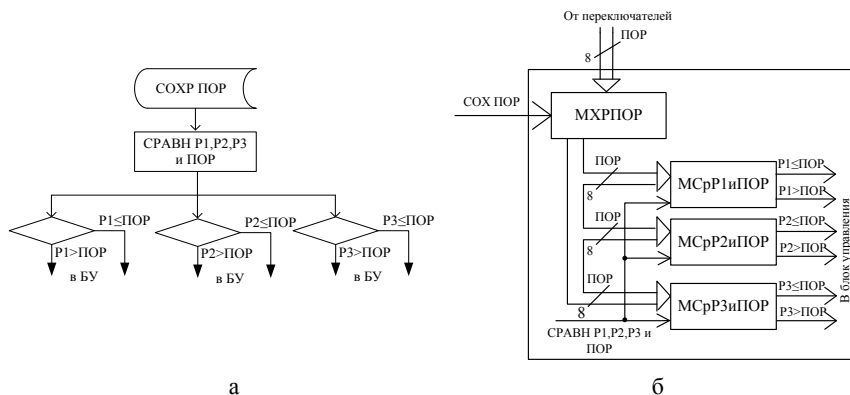 СОХР ПОР
СРАВН Р1,Р2,Р3
и ПОР
Р1≤ПОР
Р1>ПОР
в БУ
Р2≤ПОР
Р2>ПОР
в БУ
Р3≤ПОР
Р3>ПОР
в БУ
а
От переключателей
ПОР
8
СОХ ПОР
МХРПОР
ПОР
8
МСрР1иПОР
Р1≤ПОР
Р1>ПОР
ПОР
8
МСрР2иПОР
Р2≤ПОР
Р2>ПОР
ПОР
8
МСрР3иПОР
Р3≤ПОР
Р3>ПОР
СРАВН Р1,Р2,Р3 и
ПОР
В блок управления
б